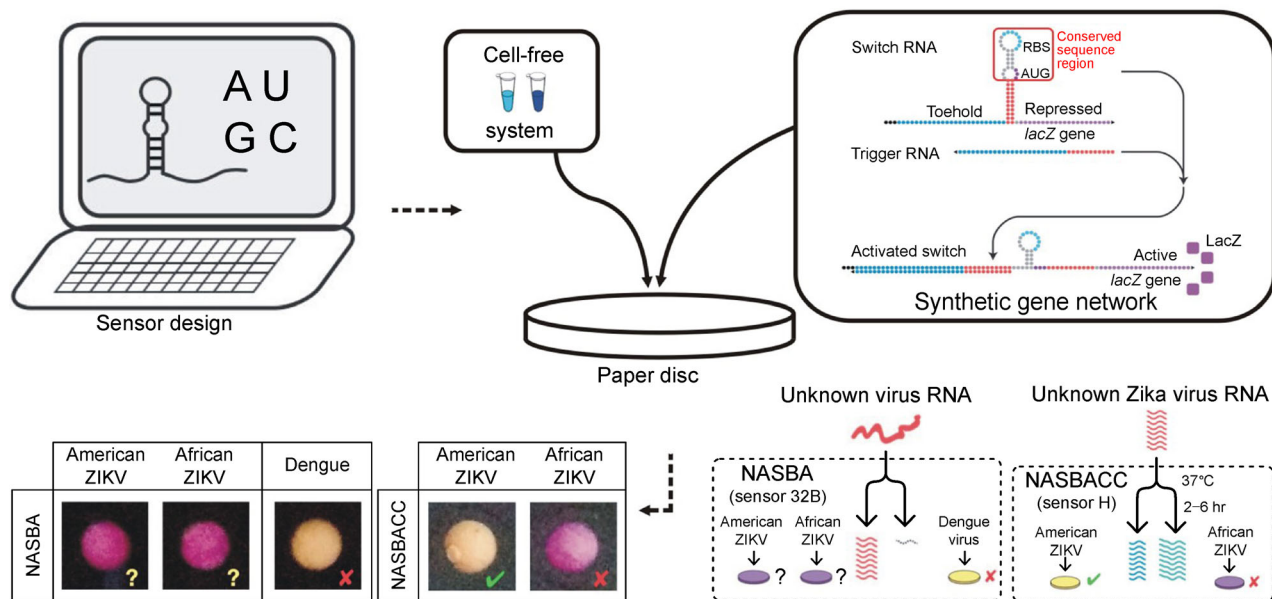 A U
G C
Sensor design
Cell-free
system
Paper disc
Switch RNA
RBS
AUG
Conserved
sequence
region
Toehold
Repressed
lacZ gene
Trigger RNA
Activated switch
Active
lacZ gene
LacZ
Synthetic gene network
American
ZIKV
African
ZIKV
Dengue
NASBA
?
?
✘
American
ZIKV
African
ZIKV
NASBACC
✔
✘
Unknown virus RNA
NASBA
(sensor 32B)
American
ZIKV
?
African
ZIKV
?
Dengue
virus
✘
Unknown Zika virus RNA
NASBACC
(sensor H)
37°C
2–6 hr
American
ZIKV
✔
African
ZIKV
✘